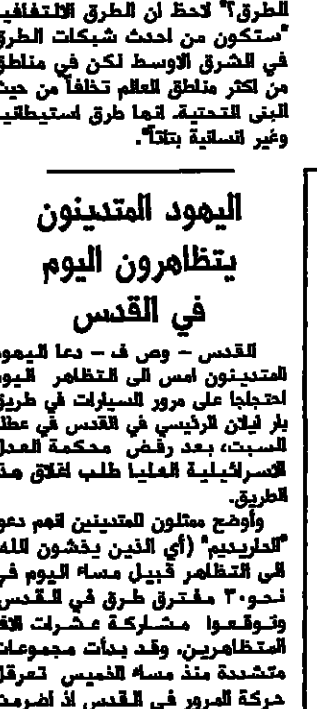 الطرق؟" لاحظ ان الطرق الالتفافية
"ستكون من احدث شبكات الطرق
في الشرق الاوسط لكن في مناطق
من اكثر مناطق العالم تخلفاً من حيث
البنى التحتية. انها طرق استيطانية
وغير انسانية بتاتاً".
اليهود المتدينون
يتظاهرون اليوم
في القدس
القدس – وص ف – دعا اليهود
المتدينون امس الى التظاهر اليوم
احتجاجا على مرور السيارات في طريق
بار ايلان الرئيسي في القدس في عطلة
السبت، بعد رفض محكمة العدل
الاسرائيلية العليا طلب اغلاق هذه
الطريق.
وأوضح ممثلون للمتدينين انهم دعوا
"الحاريديم" (أي الذين يخشون الله)
الى التظاهر قبيل مساء اليوم في
نحو ٣٠ مفترق طرق في القدس
وتوقعوا مشاركة عشرات الاف
المتظاهرين. وقد بدأت مجموعات
متشددة منذ مساء الخميس تعرقل
حركة المرور في القدس اذ اضرمت